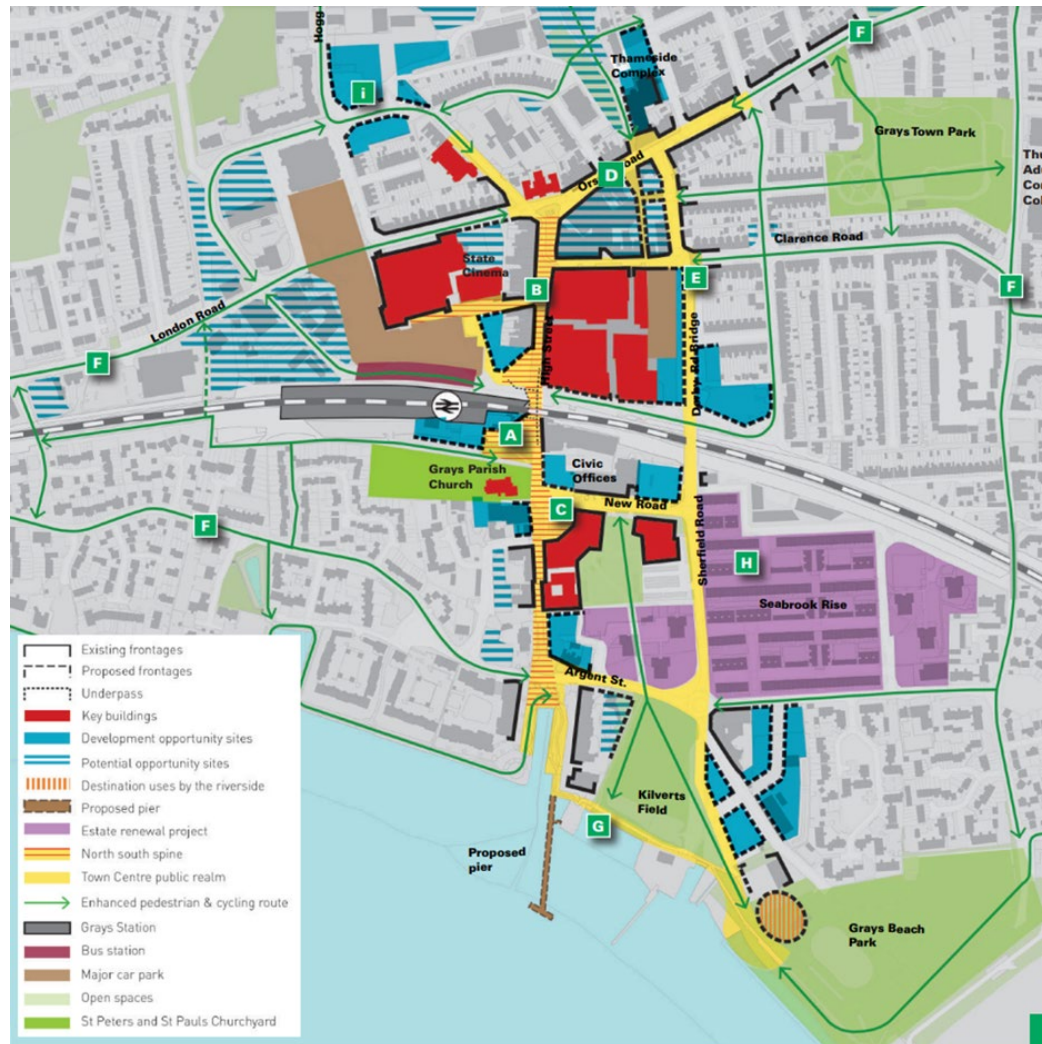 Hogg
F
Thameside
Complex
i
Grays Town Park
D
Clarence Road
State
Cinema
E
B
F
London Road
High Street
Derby Rd Bridge
F
A
Grays Parish
Church
Civic
Offices
C
New Road
F
Sherfield Road
H
Seabrook Rise
Argent St.
Kilverts
Field
G
Proposed
pier
Grays Beach
Park
Existing frontages
Proposed frontages
Underpass
Key buildings
Development opportunity sites
Potential opportunity sites
Destination uses by the riverside
Proposed pier
Estate renewal project
North south spine
Town Centre public realm
Enhanced pedestrian & cycling route
Grays Station
Bus station
Major car park
Open spaces
St Peters and St Pauls Churchyard